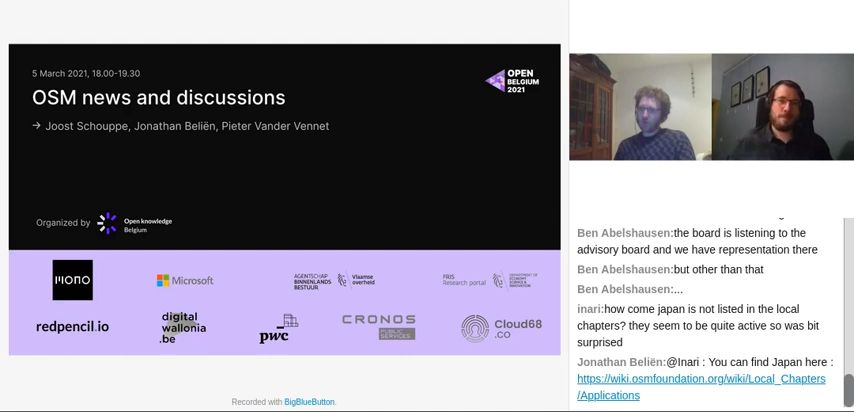 5 March 2021, 18.00-19.30
OPEN
BELGIUM
2021
OSM news and discussions
→ Joost Schouppe, Jonathan Beliën, Pieter Vander Vennet
Organized by
Open knowledge
Belgium
MONO
Microsoft
AGENTSCHAP
BINNENLANDS
BESTUUR
Vlaamse
overheid
FRIS
Research portal
DEPARTMENT OF
ECONOMY
SCIENCE &
INNOVATION
redpencil.io
digital
wallonia
.be
pwc
CRONOS
PUBLIC
SERVICES
Cloud68
.CO
Recorded with BigBlueButton.
Ben Abelshausen:the board is listening to the
advisory board and we have representation there
Ben Abelshausen:but other than that
Ben Abelshausen:...
inari:how come japan is not listed in the local
chapters? they seem to be quite active so was bit
surprised
Jonathan Beliën:@Inari : You can find Japan here :
https://wiki.osmfoundation.org/wiki/Local_Chapters
/Applications